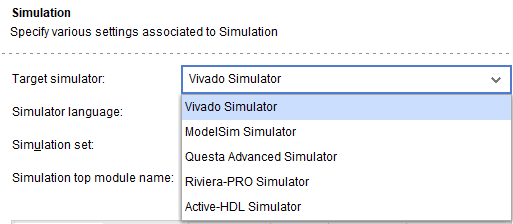 Simulation
Specify various settings associated to Simulation
Target simulator: Vivado Simulator
Vivado Simulator
Simulator language:
ModelSim Simulator
Simulation set:
Questa Advanced Simulator
Simulation top module name:
Riviera-PRO Simulator
Active-HDL Simulator